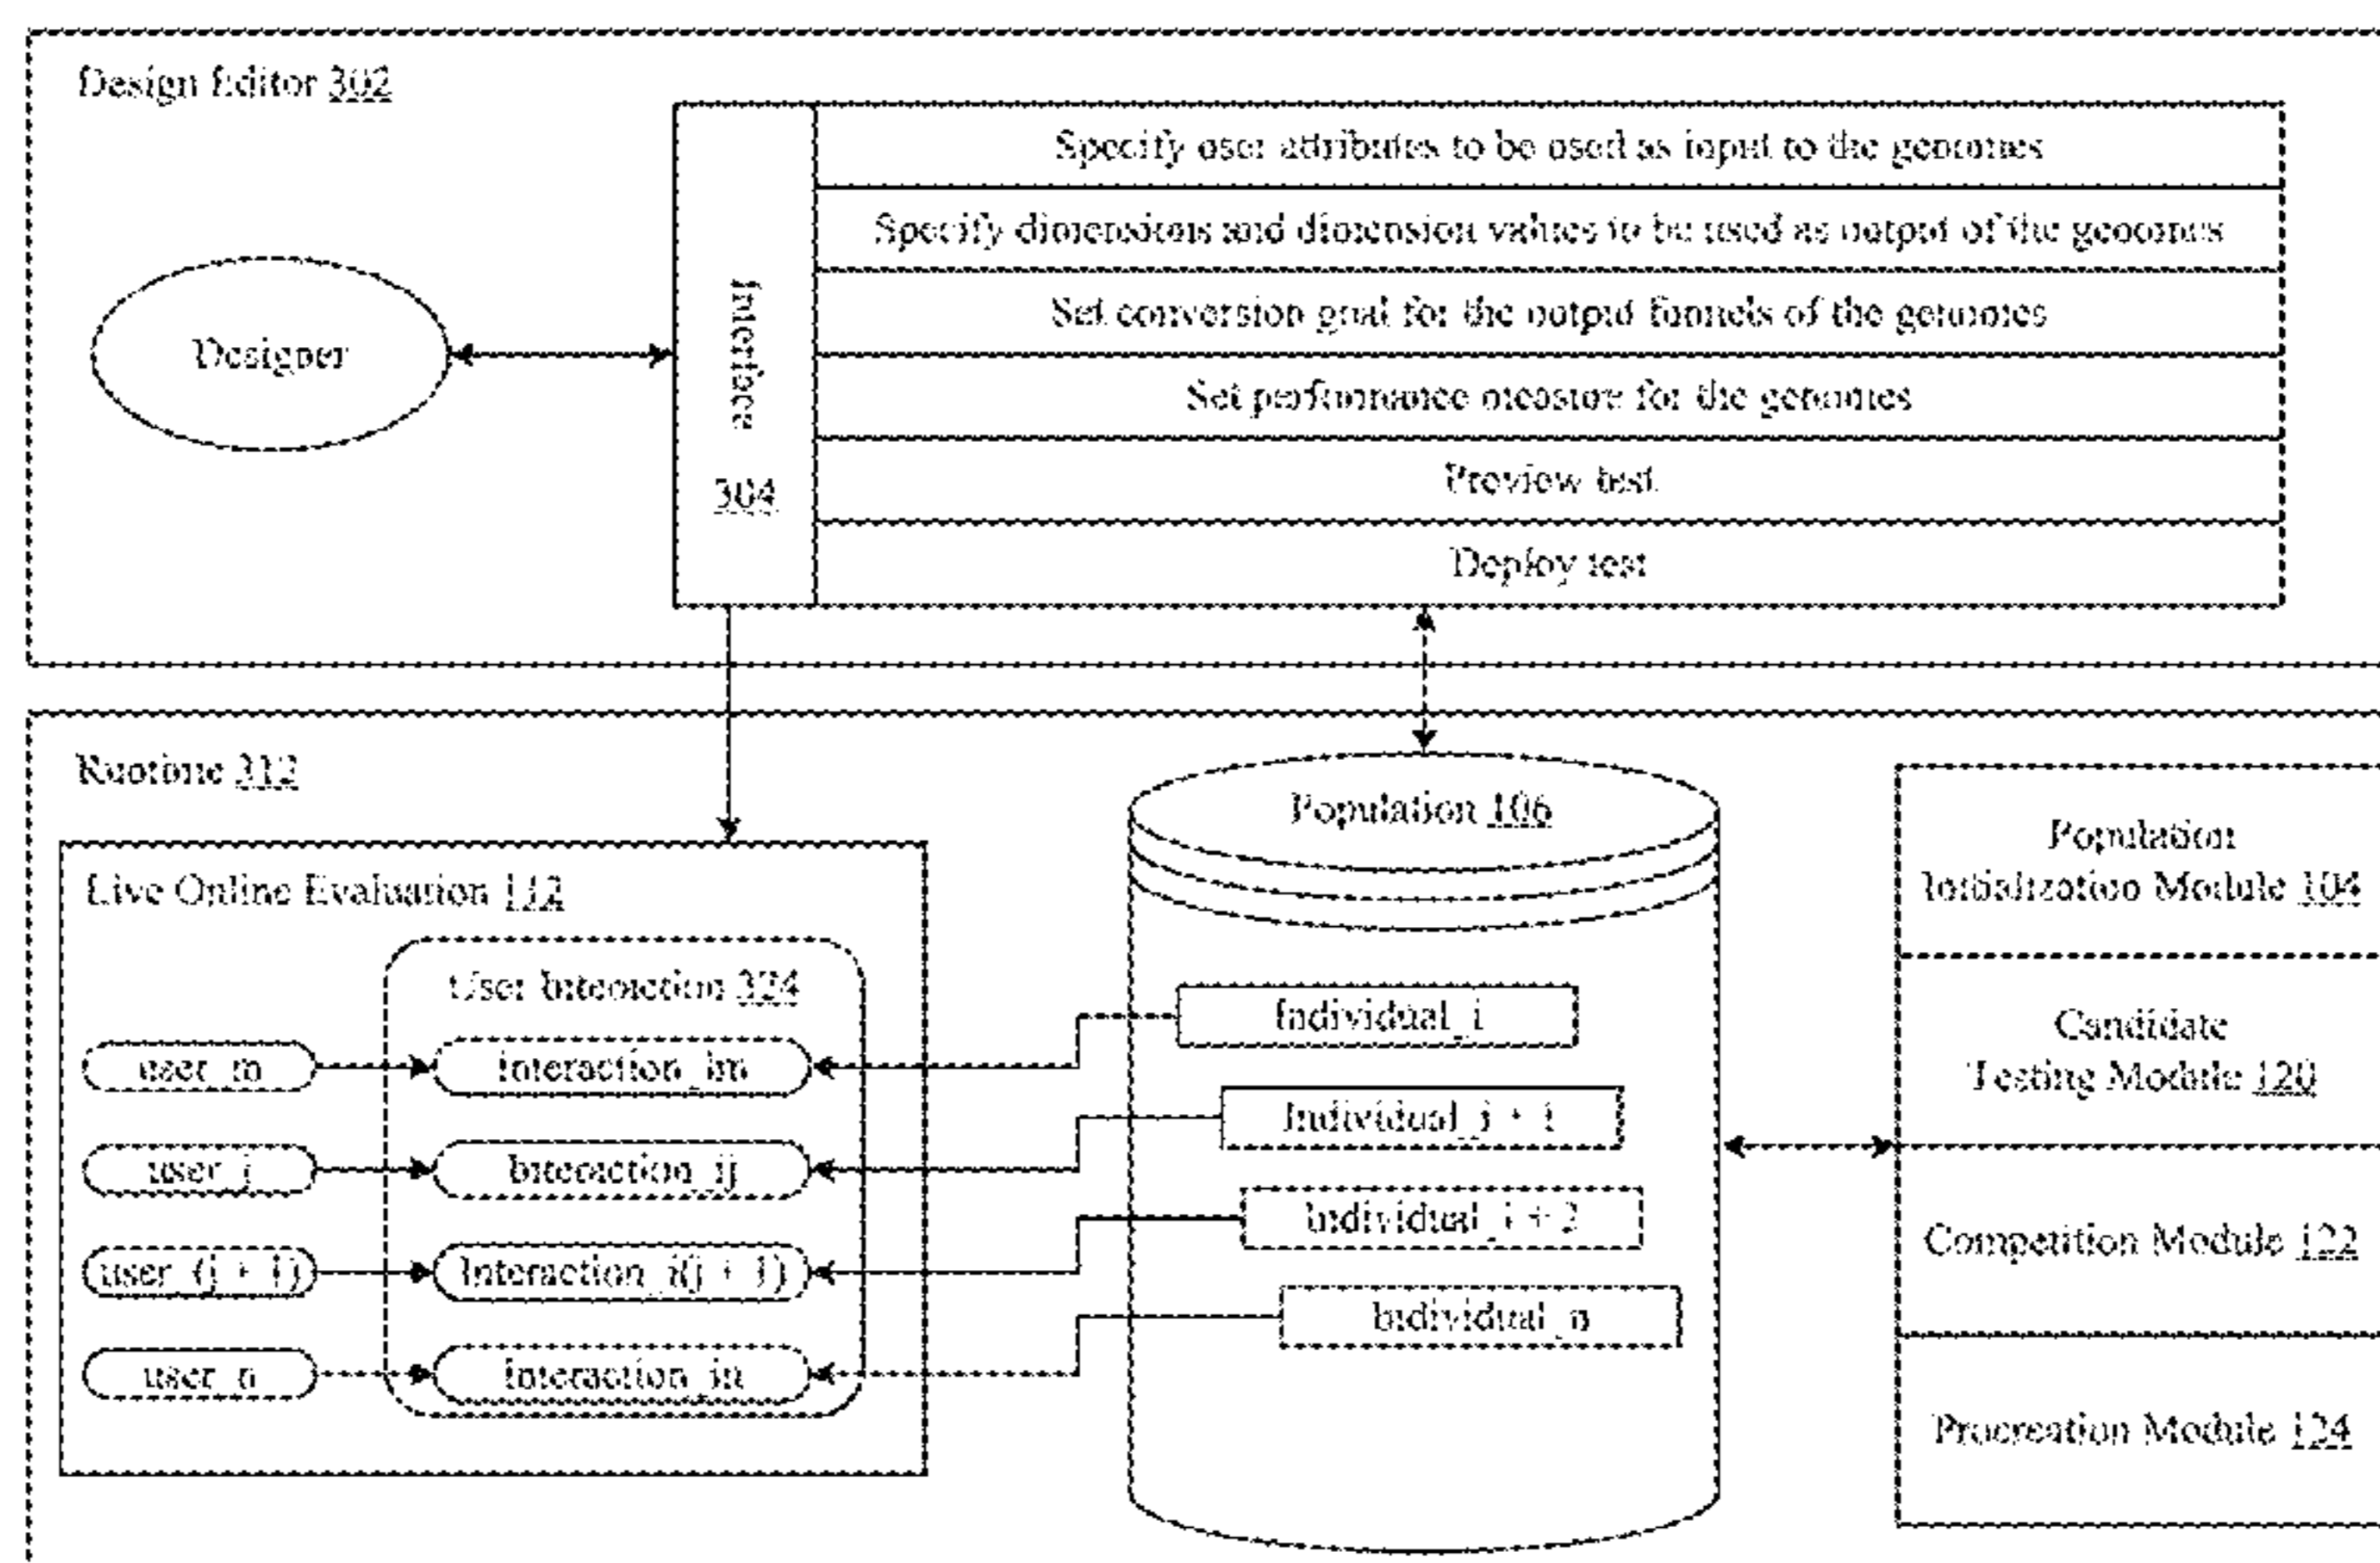 Design Editor 302
Specify user attributes to be used as input to the genomes
Specify dimensions and dimension values to be used as output of the genomes
Set conversion goal for the output funnels of the genomes
Designer
Interface
304
Set performance measure for the genomes
Preview test
Deploy test
Runtime 312
Population 106
Population
Initialization Module 104
Live Online Evaluation 112
User Interaction 324
Individual_i
Candidate
Testing Module 120
user_m
Interaction_im
Individual_i + 1
user_j
Interaction_ij
Individual_i + 2
Competition Module 122
user_(j + 1)
Interaction_i(j + 1)
Individual_n
user_n
Interaction_in
Procreation Module 124